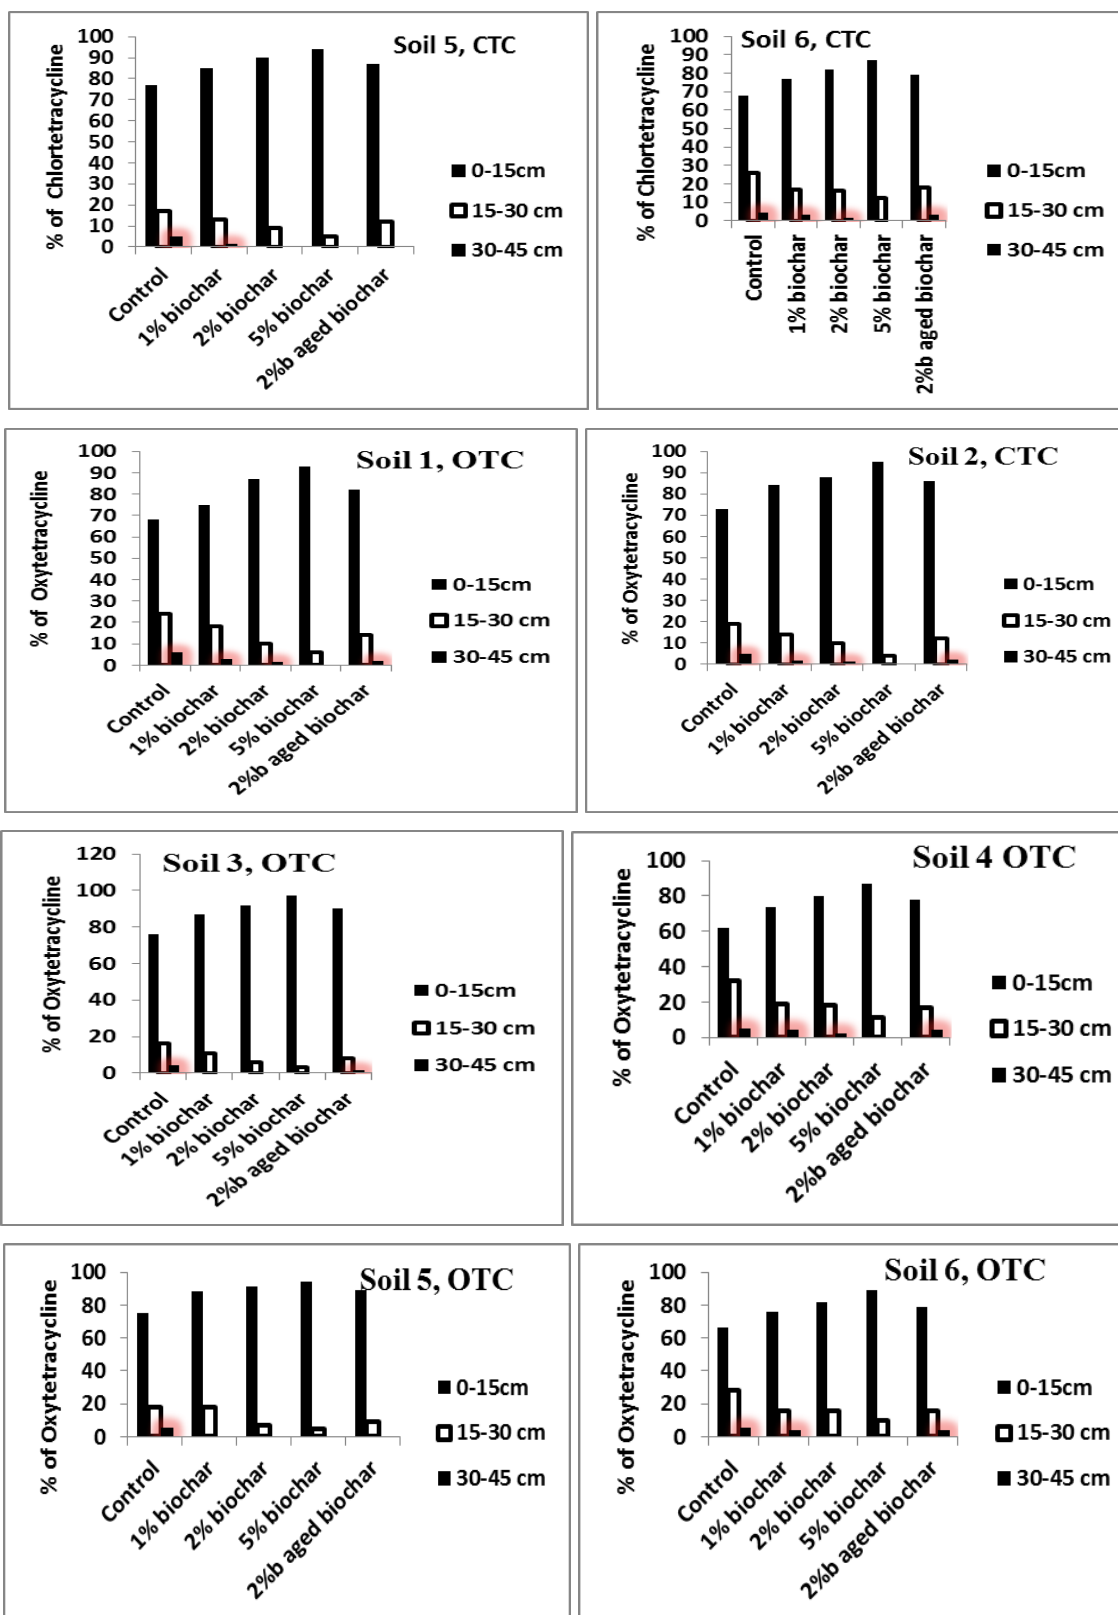 Soil 5, CTC
% of Chlortetracycline
100
90
80
70
60
50
40
30
20
10
0
Control
1% biochar
2% biochar
5% biochar
2%b aged biochar
0-15cm
15-30 cm
30-45 cm
Soil 6, CTC
% of Chlortetracycline
100
90
80
70
60
50
40
30
20
10
0
Control
1% biochar
2% biochar
5% biochar
2%b aged biochar
0-15cm
15-30 cm
30-45 cm
Soil 1, OTC
% of Oxytetracycline
100
90
80
70
60
50
40
30
20
10
0
Control
1% biochar
2% biochar
5% biochar
2%b aged biochar
0-15cm
15-30 cm
30-45 cm
Soil 2, CTC
% of Oxytetracycline
100
90
80
70
60
50
40
30
20
10
0
Control
1% biochar
2% biochar
5% biochar
2%b aged biochar
0-15cm
15-30 cm
30-45 cm
Soil 3, OTC
% of Oxytetracycline
120
100
80
60
40
20
0
Control
1% biochar
2% biochar
5% biochar
2%b aged biochar
0-15cm
15-30 cm
30-45 cm
Soil 4 OTC
% of Oxytetracycline
100
80
60
40
20
0
Control
1% biochar
2% biochar
5% biochar
2%b aged biochar
0-15cm
15-30 cm
30-45 cm
Soil 5, OTC
% of Oxytetracycline
100
80
60
40
20
0
Control
1% biochar
2% biochar
5% biochar
2%b aged biochar
0-15cm
15-30 cm
30-45 cm
Soil 6, OTC
% of Oxytetracycline
100
80
60
40
20
0
Control
1% biochar
2% biochar
5% biochar
2%b aged biochar
0-15cm
15-30 cm
30-45 cm